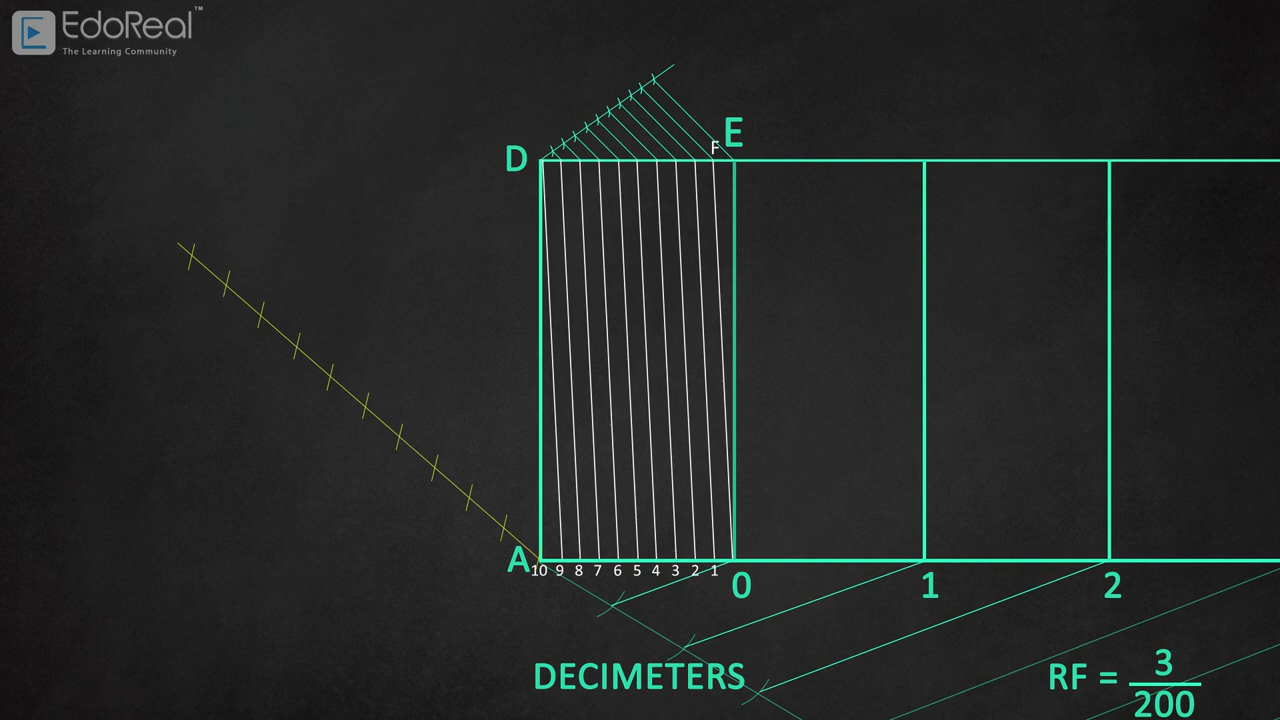 EdoReal™
The Learning Community
E
F
D
A
10 9 8 7 6 5 4 3 2 1
0 1 2
DECIMETERS
RF = 3
200